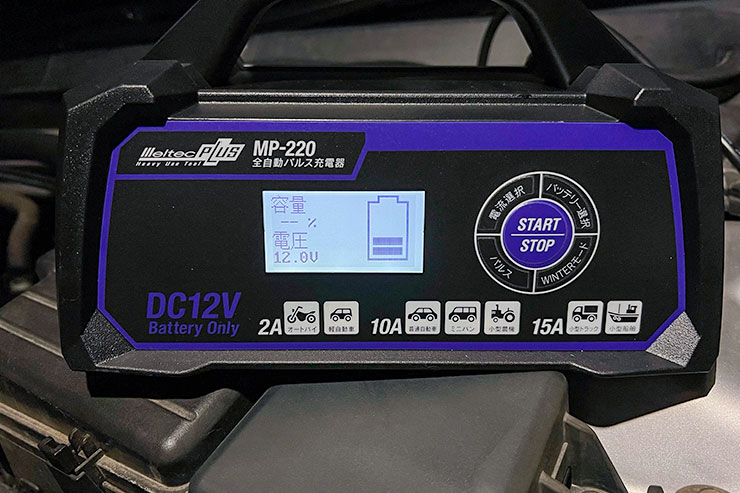 Meltec PLUS
Heavy Use Tool
MP-220
全自動パルス充電器
容量
--%
電圧
12.0V
電流選択
バッテリー選択
START
STOP
パルス
WINTERモード
DC12V
Battery Only
2A
オートバイ
軽自動車
10A
普通自動車
ミニバン
小型農機
15A
小型トラック
小型船舶